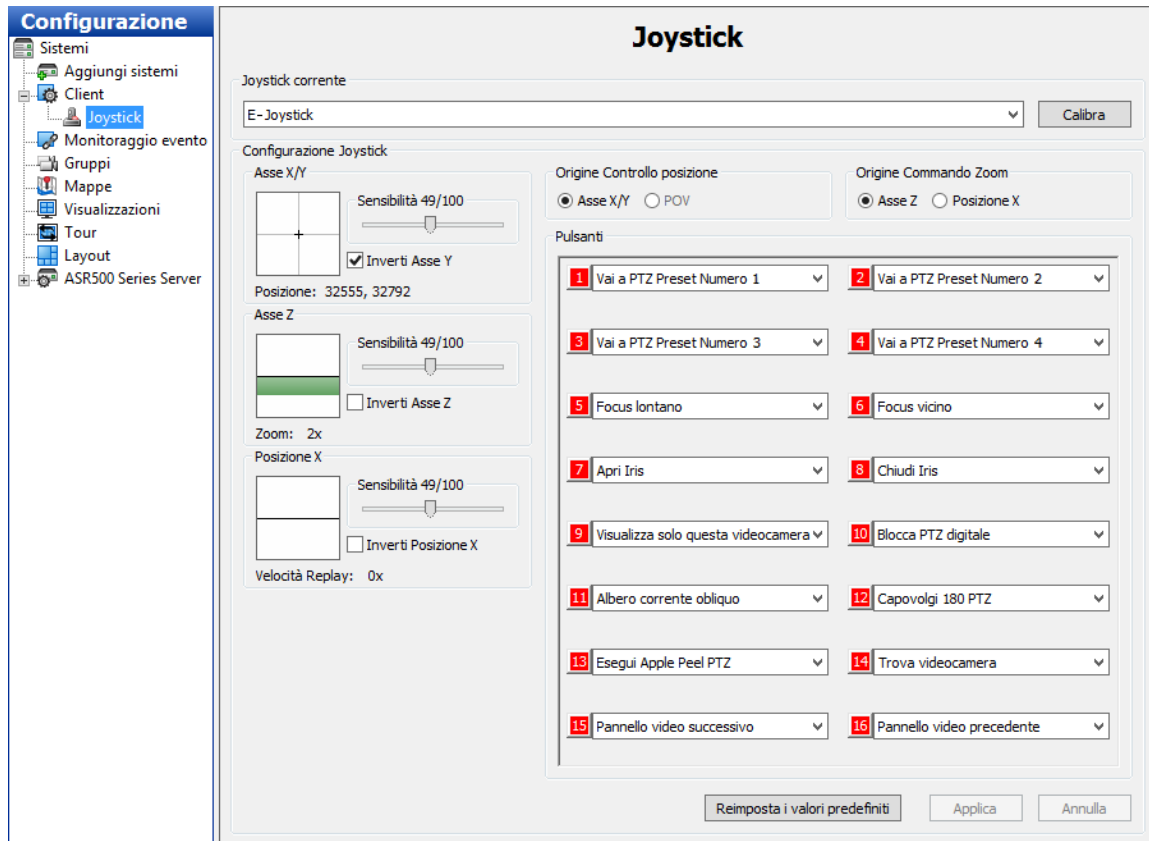 Configurazione
Sistemi
Aggiungi sistemi
Client
Joystick
Monitoraggio evento
Gruppi
Mappe
Visualizzazioni
Tour
Layout
ASR500 Series Server
Joystick
Joystick corrente
E-Joystick
Calibra
Configurazione Joystick
Asse X/Y
Sensibilità 49/100
Inverti Asse Y
Posizione: 32555, 32792
Asse Z
Sensibilità 49/100
Inverti Asse Z
Zoom: 2x
Posizione X
Sensibilità 49/100
Inverti Posizione X
Velocità Replay: 0x
Origine Controllo posizione
Asse X/Y POV
Origine Commando Zoom
Asse Z Posizione X
Pulsanti
1 Vai a PTZ Preset Numero 1
2 Vai a PTZ Preset Numero 2
3 Vai a PTZ Preset Numero 3
4 Vai a PTZ Preset Numero 4
5 Focus lontano
6 Focus vicino
7 Apri Iris
8 Chiudi Iris
9 Visualizza solo questa videocamera
10 Blocca PTZ digitale
11 Albero corrente obliquo
12 Capovolgi 180 PTZ
13 Esegui Apple Peel PTZ
14 Trova videocamera
15 Pannello video successivo
16 Pannello video precedente
Reimposta i valori predefiniti
Applica
Annulla